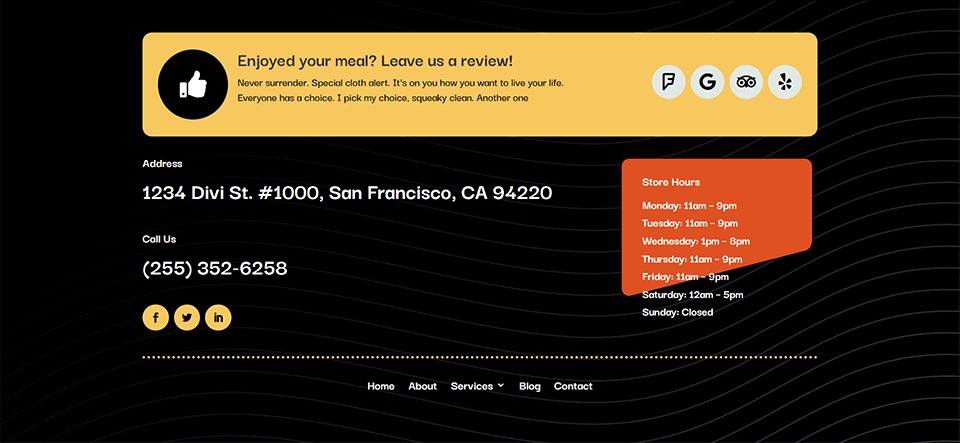 Enjoyed your meal? Leave us a review!
Never surrender. Special cloth alert. It's on you how you want to live your life.
Everyone has a choice. I pick my choice, squeaky clean. Another one
Address
1234 Divi St. #1000, San Francisco, CA 94220
Call Us
(255) 352-6258
Store Hours
Monday: 11am – 9pm
Tuesday: 11am – 9pm
Wednesday: 1pm – 8pm
Thursday: 11am – 9pm
Friday: 11am – 9pm
Saturday: 12am – 5pm
Sunday: Closed
Home About Services Blog Contact